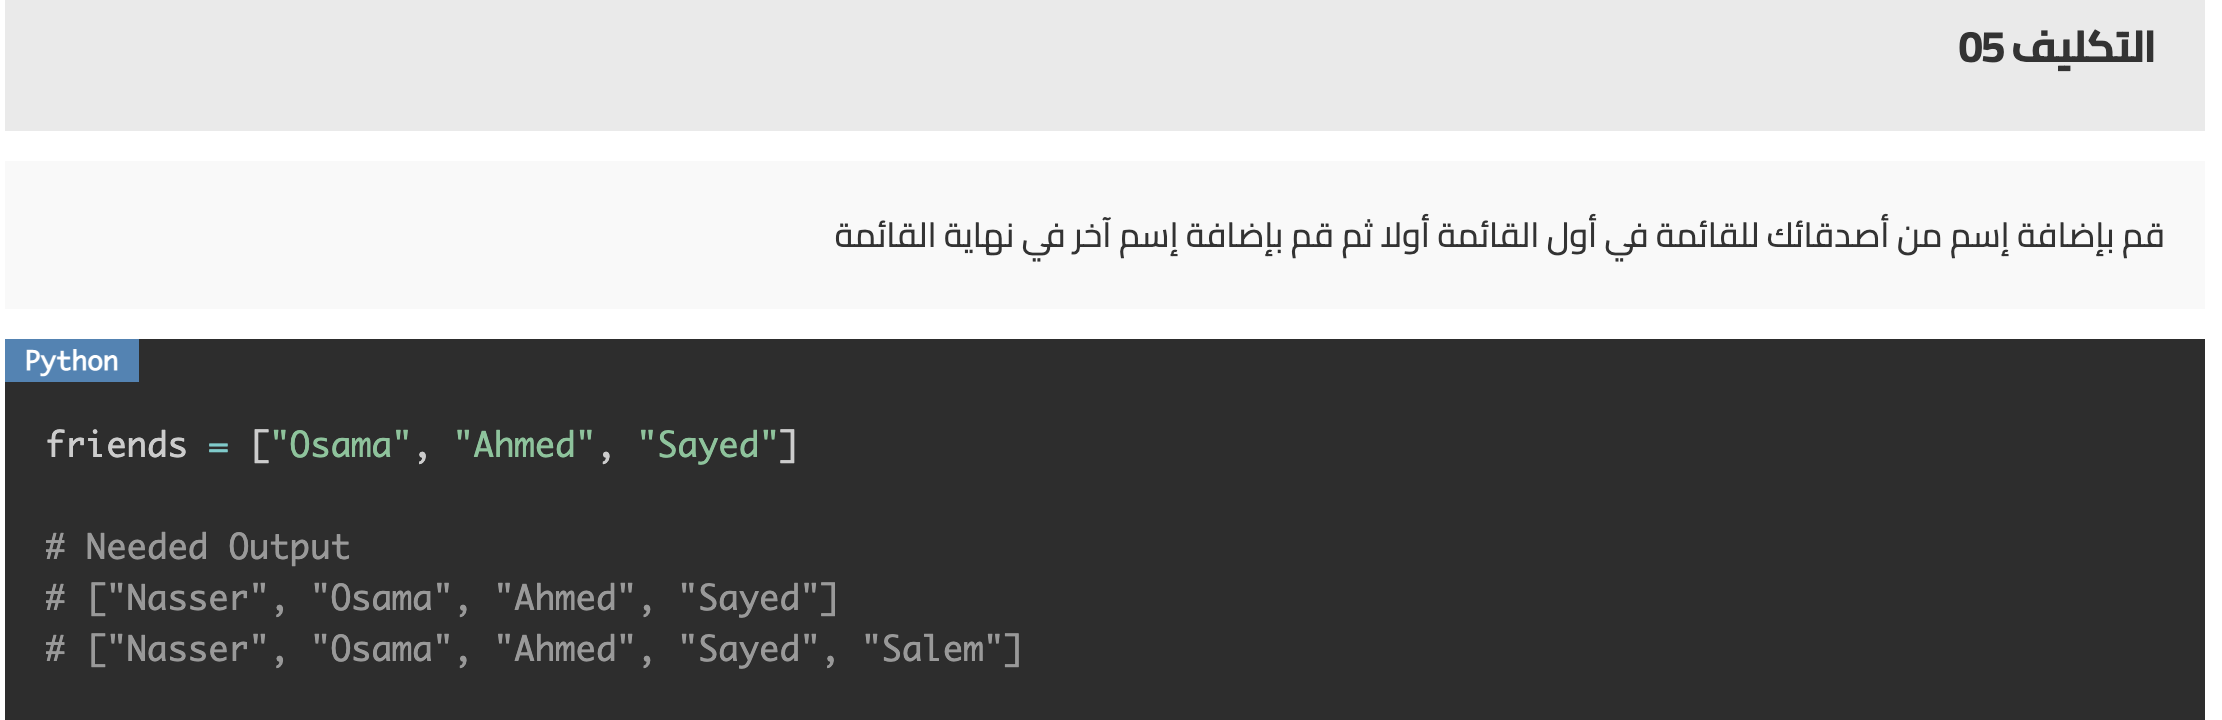 التكليف 05
قم بإضافة إسم من أصدقائك للقائمة في أول القائمة أولا ثم قم بإضافة إسم آخر في نهاية القائمة
Python
friends = ["Osama", "Ahmed", "Sayed"]
# Needed Output
# ["Nasser", "Osama", "Ahmed", "Sayed"]
# ["Nasser", "Osama", "Ahmed", "Sayed", "Salem"]